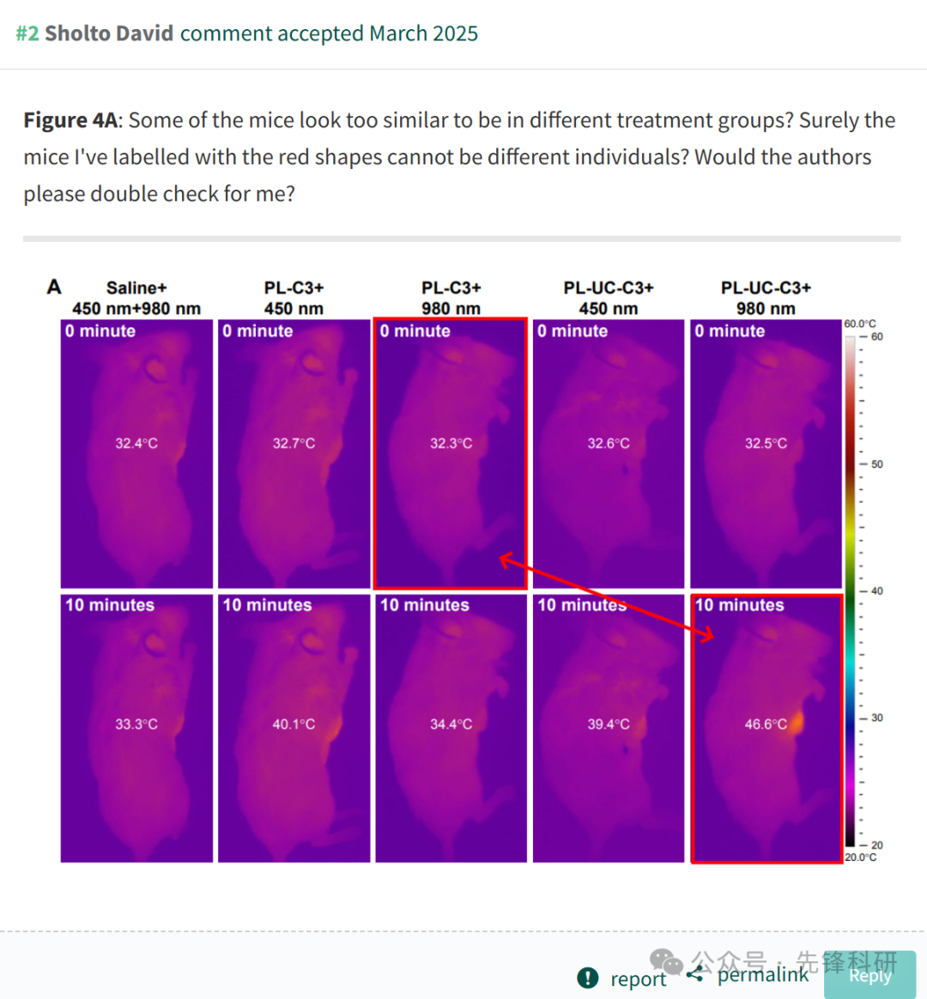 #2 Sholto David comment accepted March 2025
Figure 4A: Some of the mice look too similar to be in different treatment groups? Surely the
mice I've labelled with the red shapes cannot be different individuals? Would the authors
please double check for me?
A
Saline+
450 nm+980 nm
PL-C3+
450 nm
PL-C3+
980 nm
PL-UC-C3+
450 nm
PL-UC-C3+
980 nm
0 minute
0 minute
0 minute
0 minute
0 minute
60.0°C
60
32.4°C
32.7°C
32.3°C
32.6°C
32.5°C
50
40
10 minutes
10 minutes
10 minutes
10 minutes
10 minutes
33.3°C
40.1°C
34.4°C
39.4°C
46.6°C
30
20
20.0°C
公众号 · 先锋科研
report
permalink
Reply